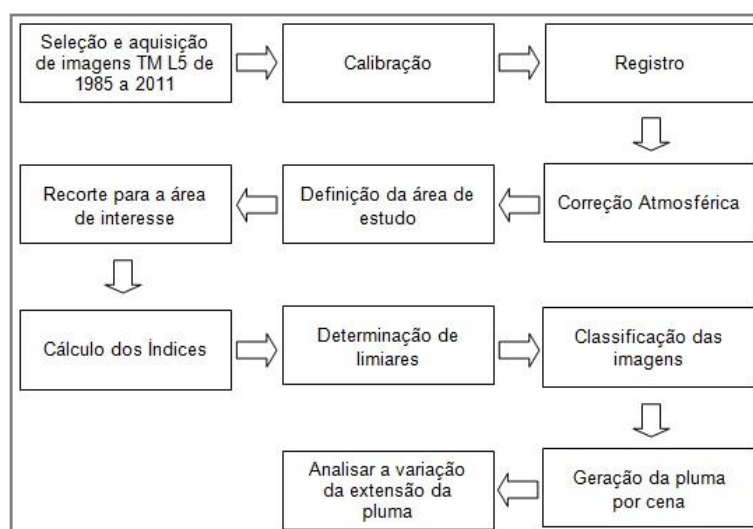 Seleção e aquisição
de imagens TM L5 de
1985 a 2011
Calibração
Registro
Correção Atmosférica
Definição da área de
estudo
Recorte para a área
de interesse
Cálculo dos Índices
Determinação de
limiares
Classificação das
imagens
Geração da pluma
por cena
Analisar a variação
da extensão da
pluma